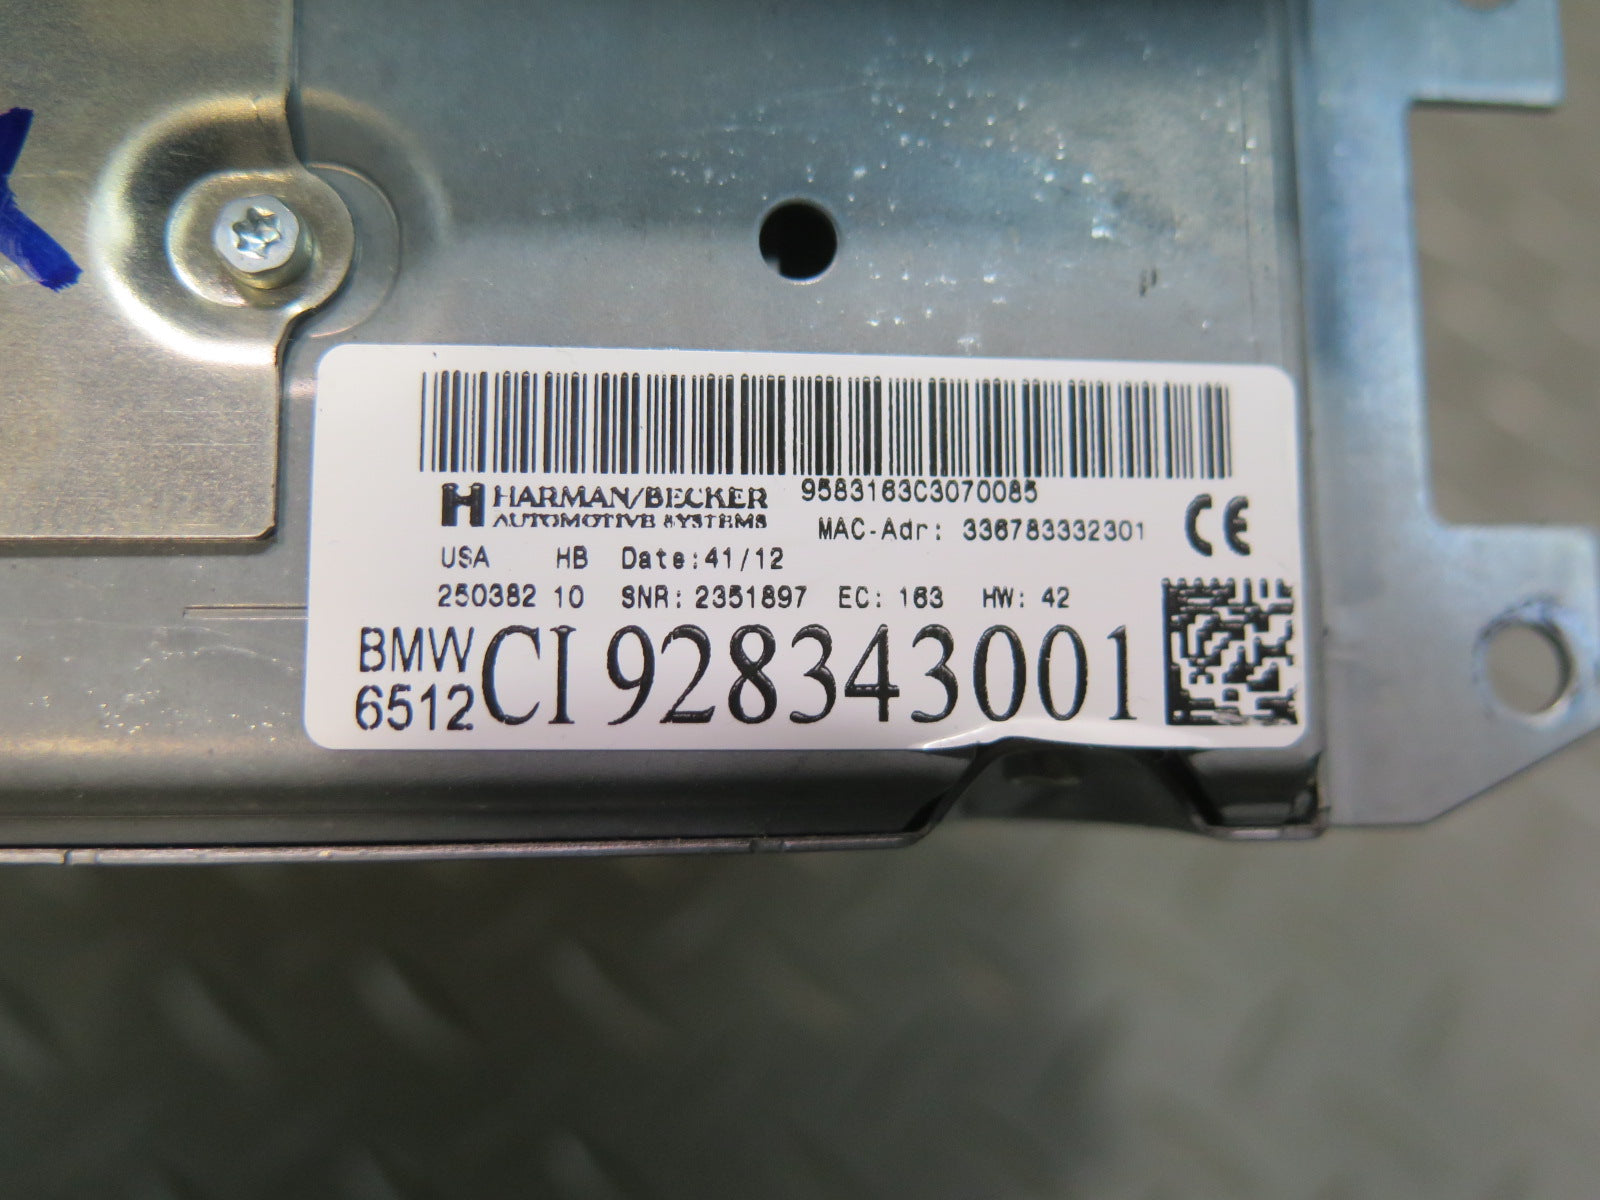 9583163C3070085
HARMAN/BECKER
AUTOMOTIVE SYSTEMS
MAC-Adr: 336783332301
CE
USA HB Date:41/12
250382 10 SNR: 2351897 EC: 163 HW: 42
BMW
6512 CI 928343001